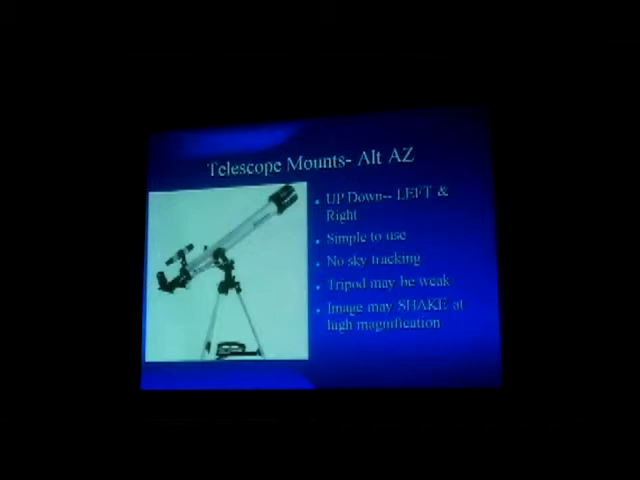 Telescope Mounts- Alt AZ
UP Down-- LEFT &
Right
Simple to use
No sky tracking
Tripod may be weak
Image may SHAKE at
high magnification